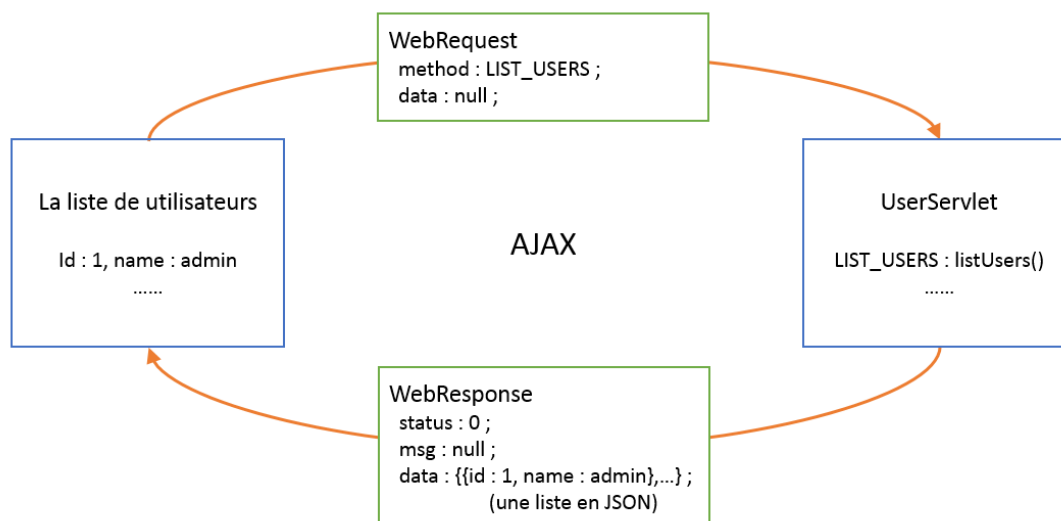 WebRequest
method : LIST_USERS ;
data : null ;
La liste de utilisateurs
Id : 1, name : admin
......
AJAX
UserServlet
LIST_USERS : listUsers()
......
WebResponse
status : 0 ;
msg : null ;
data : {{id : 1, name : admin},...} ;
(une liste en JSON)